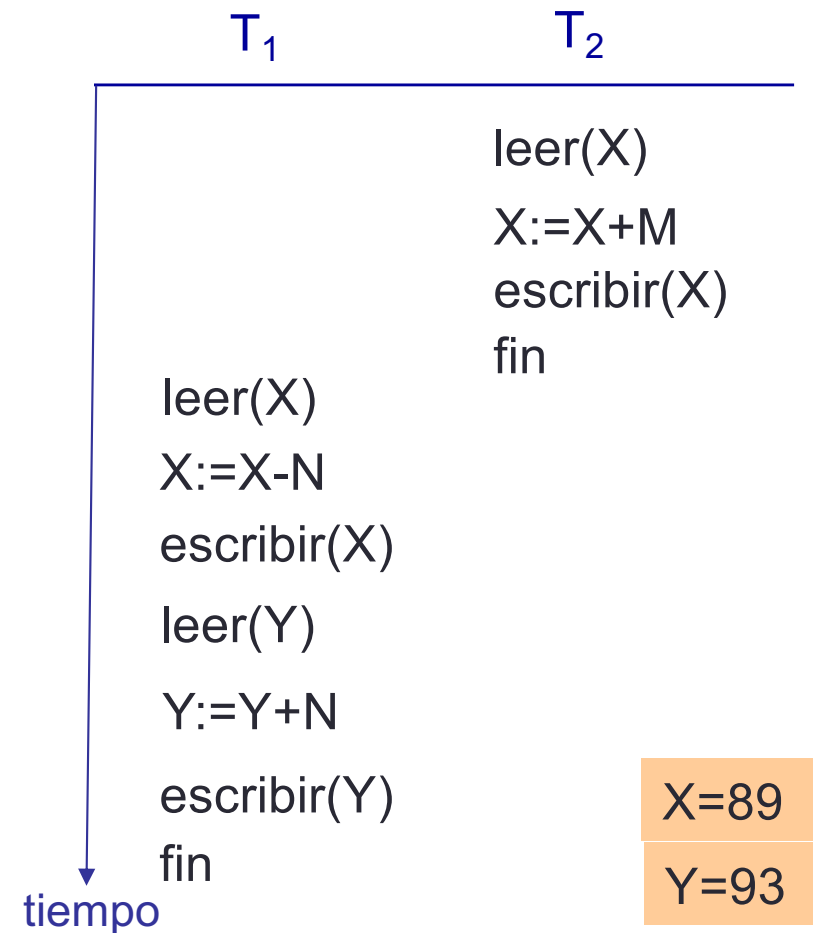 T₁ T₂
leer(X)
X:=X+M
escribir(X)
fin
leer(X)
X:=X-N
escribir(X)
leer(Y)
Y:=Y+N
escribir(Y)
fin
X=89
Y=93
tiempo